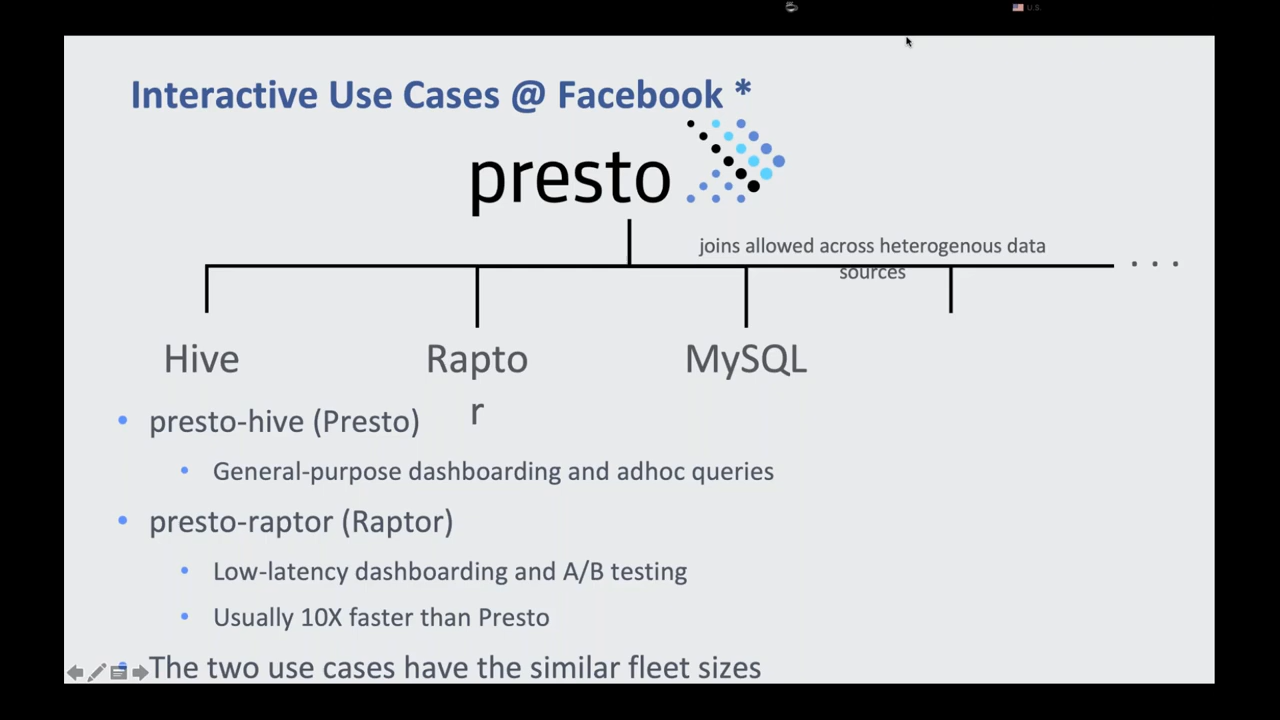 U.S.
Interactive Use Cases @ Facebook *
presto
joins allowed across heterogenous data
sources
. . .
Hive
Rapto
r
MySQL
• presto-hive (Presto)
• General-purpose dashboarding and adhoc queries
• presto-raptor (Raptor)
• Low-latency dashboarding and A/B testing
• Usually 10X faster than Presto
• The two use cases have the similar fleet sizes